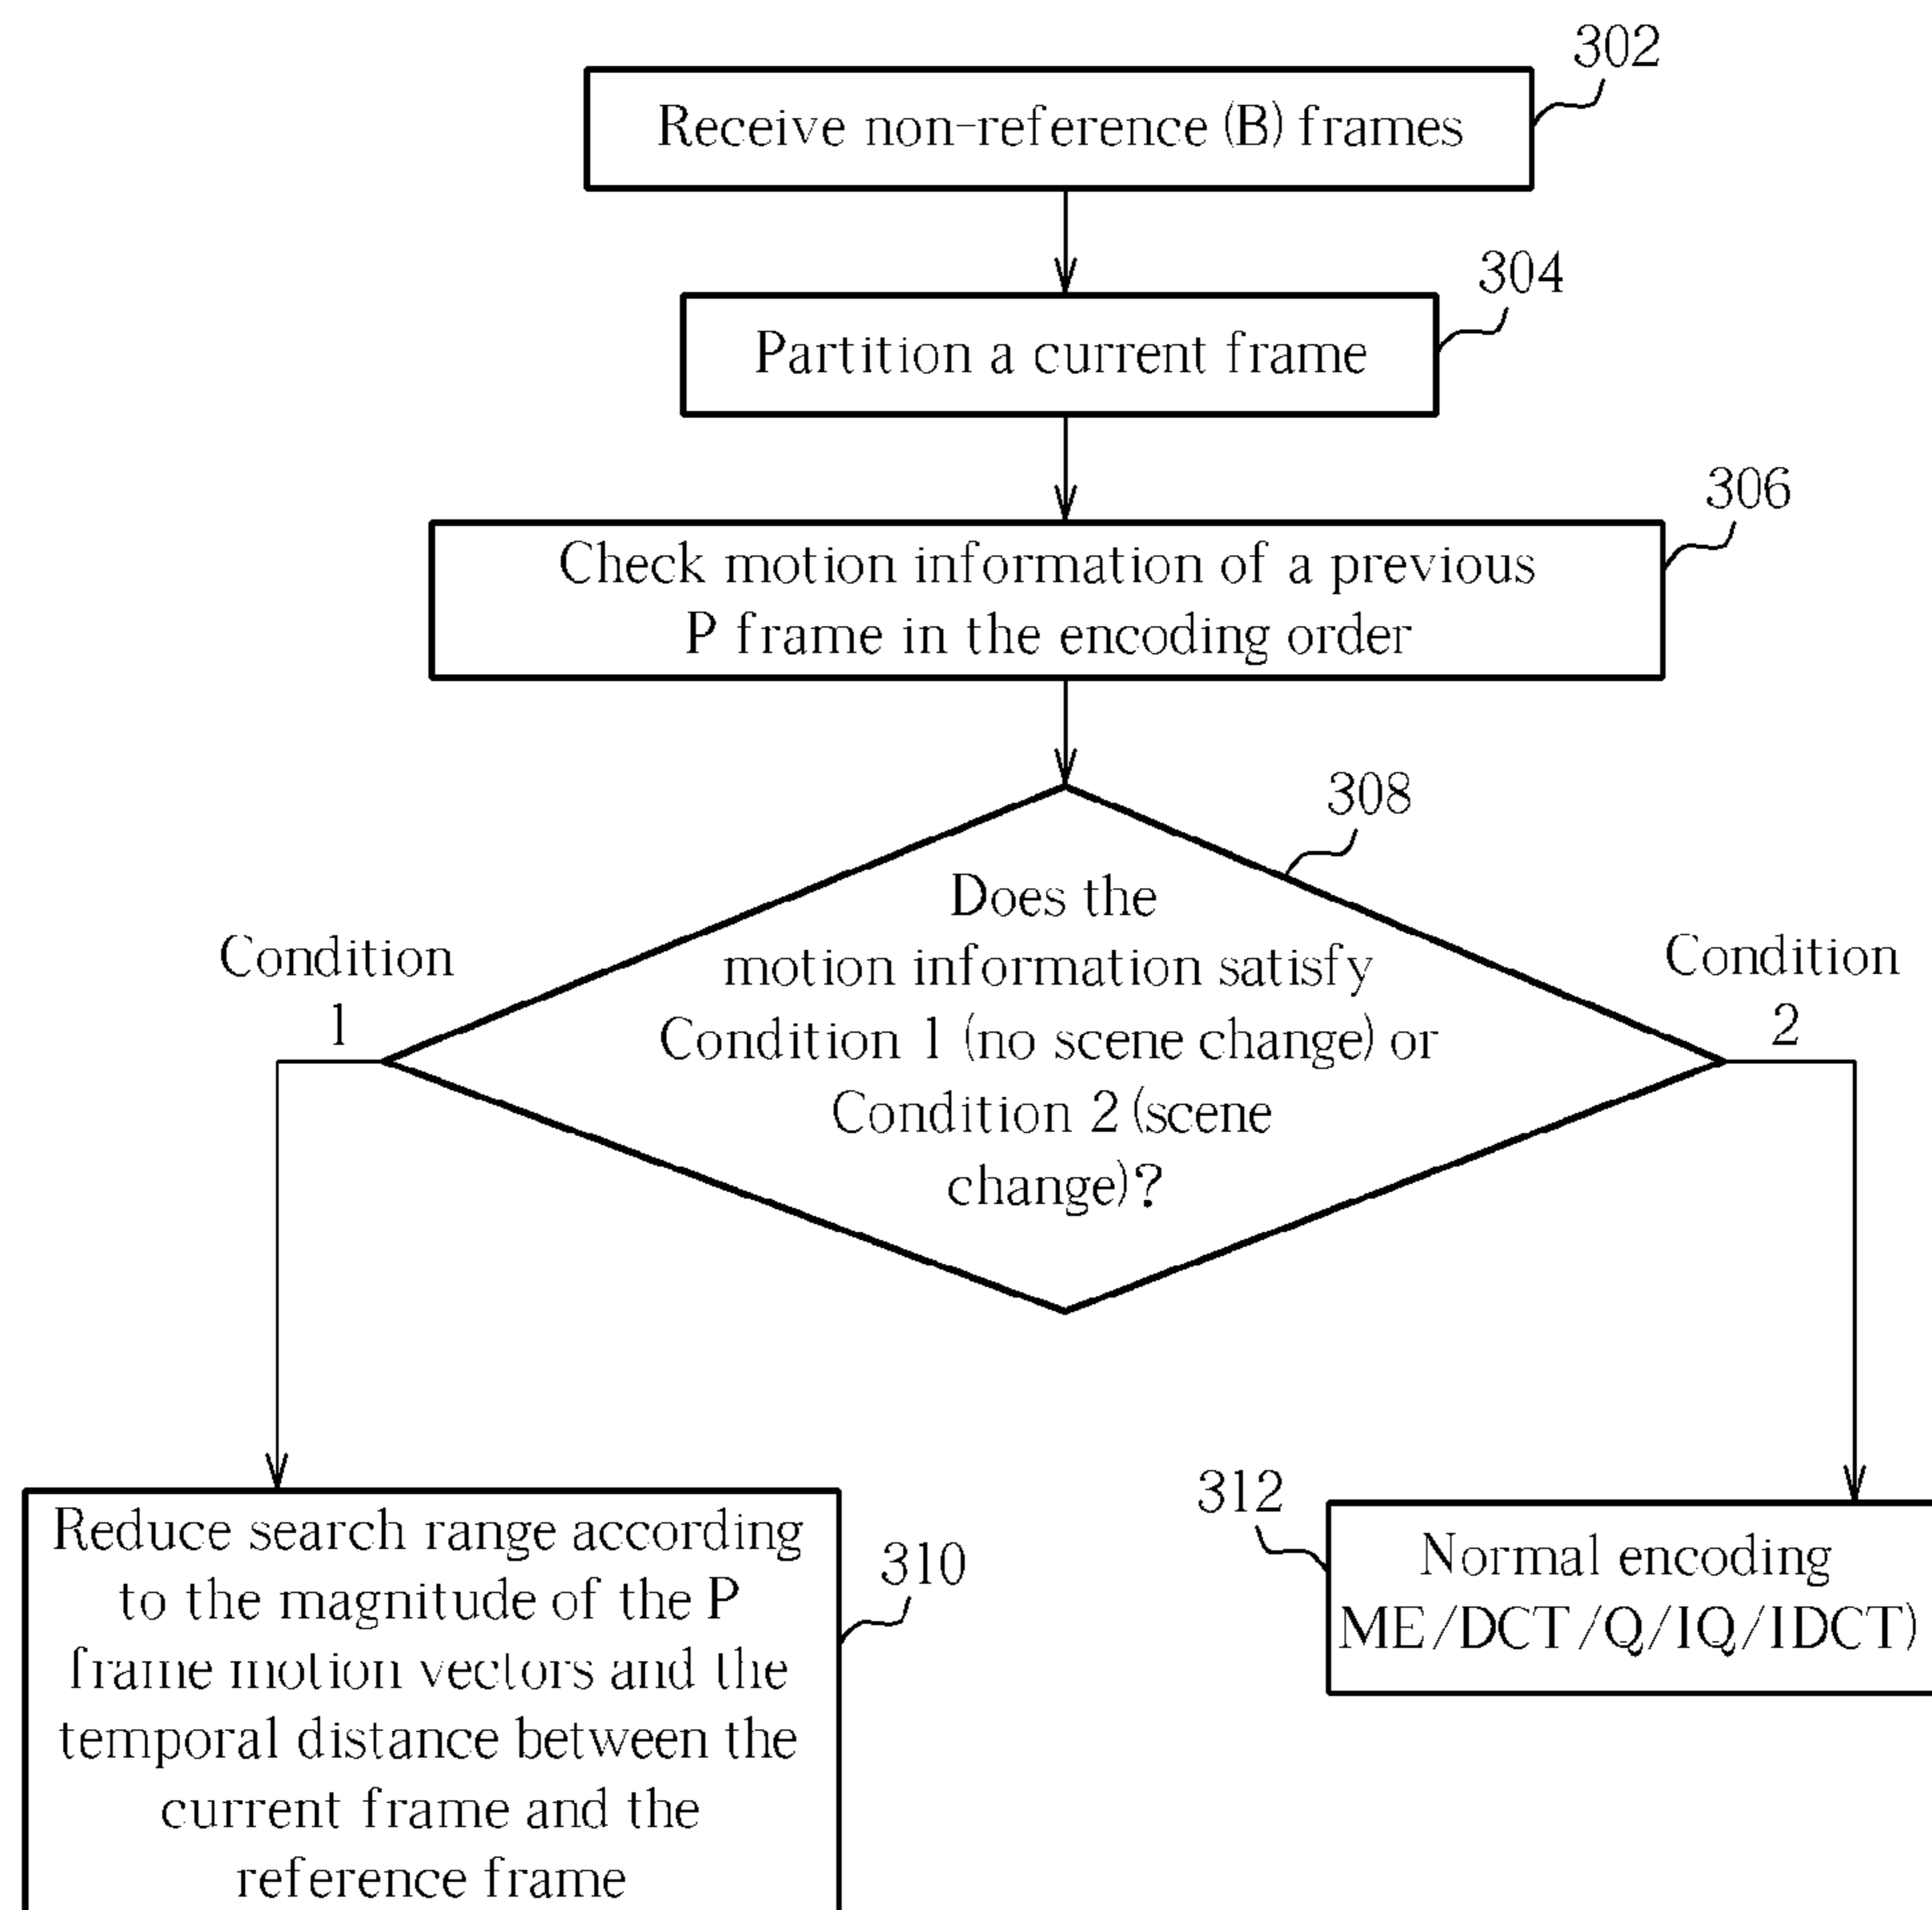 302
Receive non-reference (B) frames
304
Partition a current frame
306
Check motion information of a previous
P frame in the encoding order
308
Does the
motion information satisfy
Condition 1 (no scene change) or
Condition 2 (scene
change)?
Condition
1
Condition
2
Reduce search range according
to the magnitude of the P
frame motion vectors and the
temporal distance between the
current frame and the
reference frame
310
312
Normal encoding
ME/DCT/Q/IQ/IDCT)